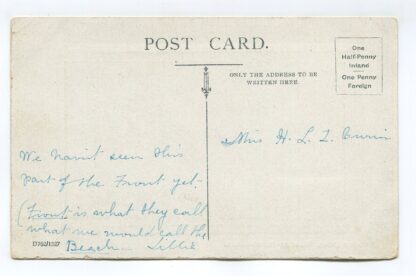 POST CARD.
One
Half-Penny
Inland
One Penny
Foreign
ONLY THE ADDRESS TO BE
WRITTEN HERE.
Miss H. L. I.
We havn't seen this
part of the Front yet.
(Front is what they call
what we would call the
Beach— Lillie